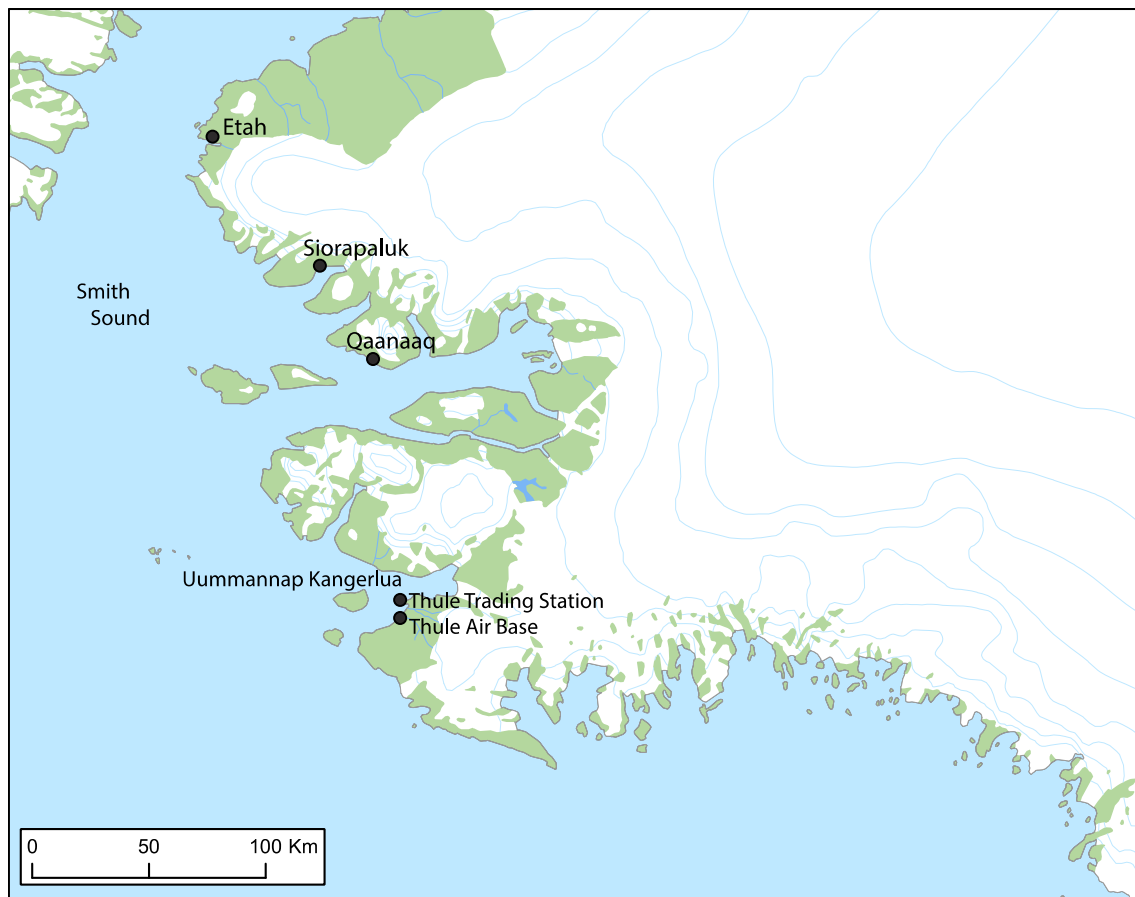 Etah
Siorapaluk
Smith
Sound
Qaanaaq
Uummannap Kangerlua
Thule Trading Station
Thule Air Base
0 50 100 Km